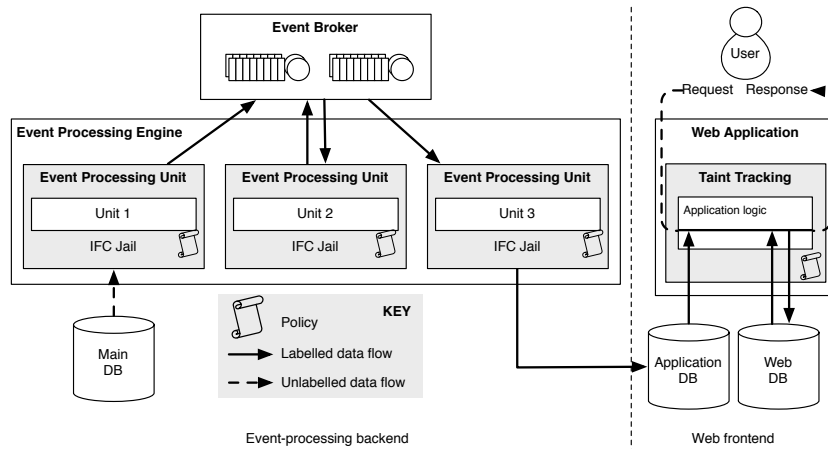 Event Broker
User
Request Response
Event Processing Engine
Web Application
Event Processing Unit
Unit 1
IFC Jail
Event Processing Unit
Unit 2
IFC Jail
Event Processing Unit
Unit 3
IFC Jail
Taint Tracking
Application logic
Main
DB
KEY
Policy
Labelled data flow
Unlabelled data flow
Application
DB
Web
DB
Event-processing backend
Web frontend